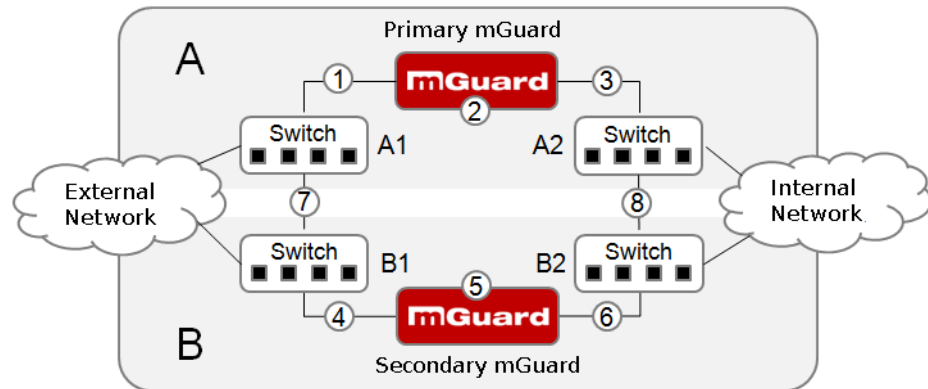 Primary mGuard
A
1
mGuard
3
2
Switch
A1
A2
Switch
External
Network
7
8
Internal
Network
Switch
B1
B2
Switch
5
4
mGuard
6
B
Secondary mGuard